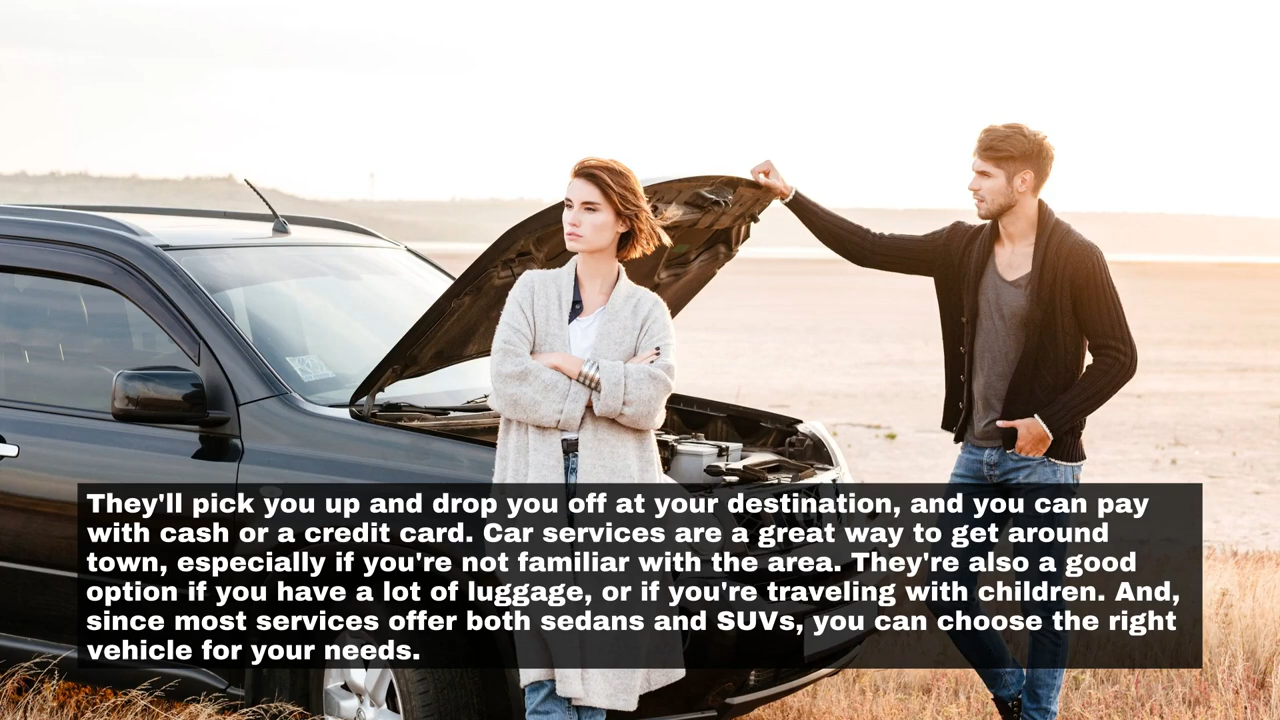 They'll pick you up and drop you off at your destination, and you can pay
with cash or a credit card. Car services are a great way to get around
town, especially if you're not familiar with the area. They're also a good
option if you have a lot of luggage, or if you're traveling with children. And,
since most services offer both sedans and SUVs, you can choose the right
vehicle for your needs.